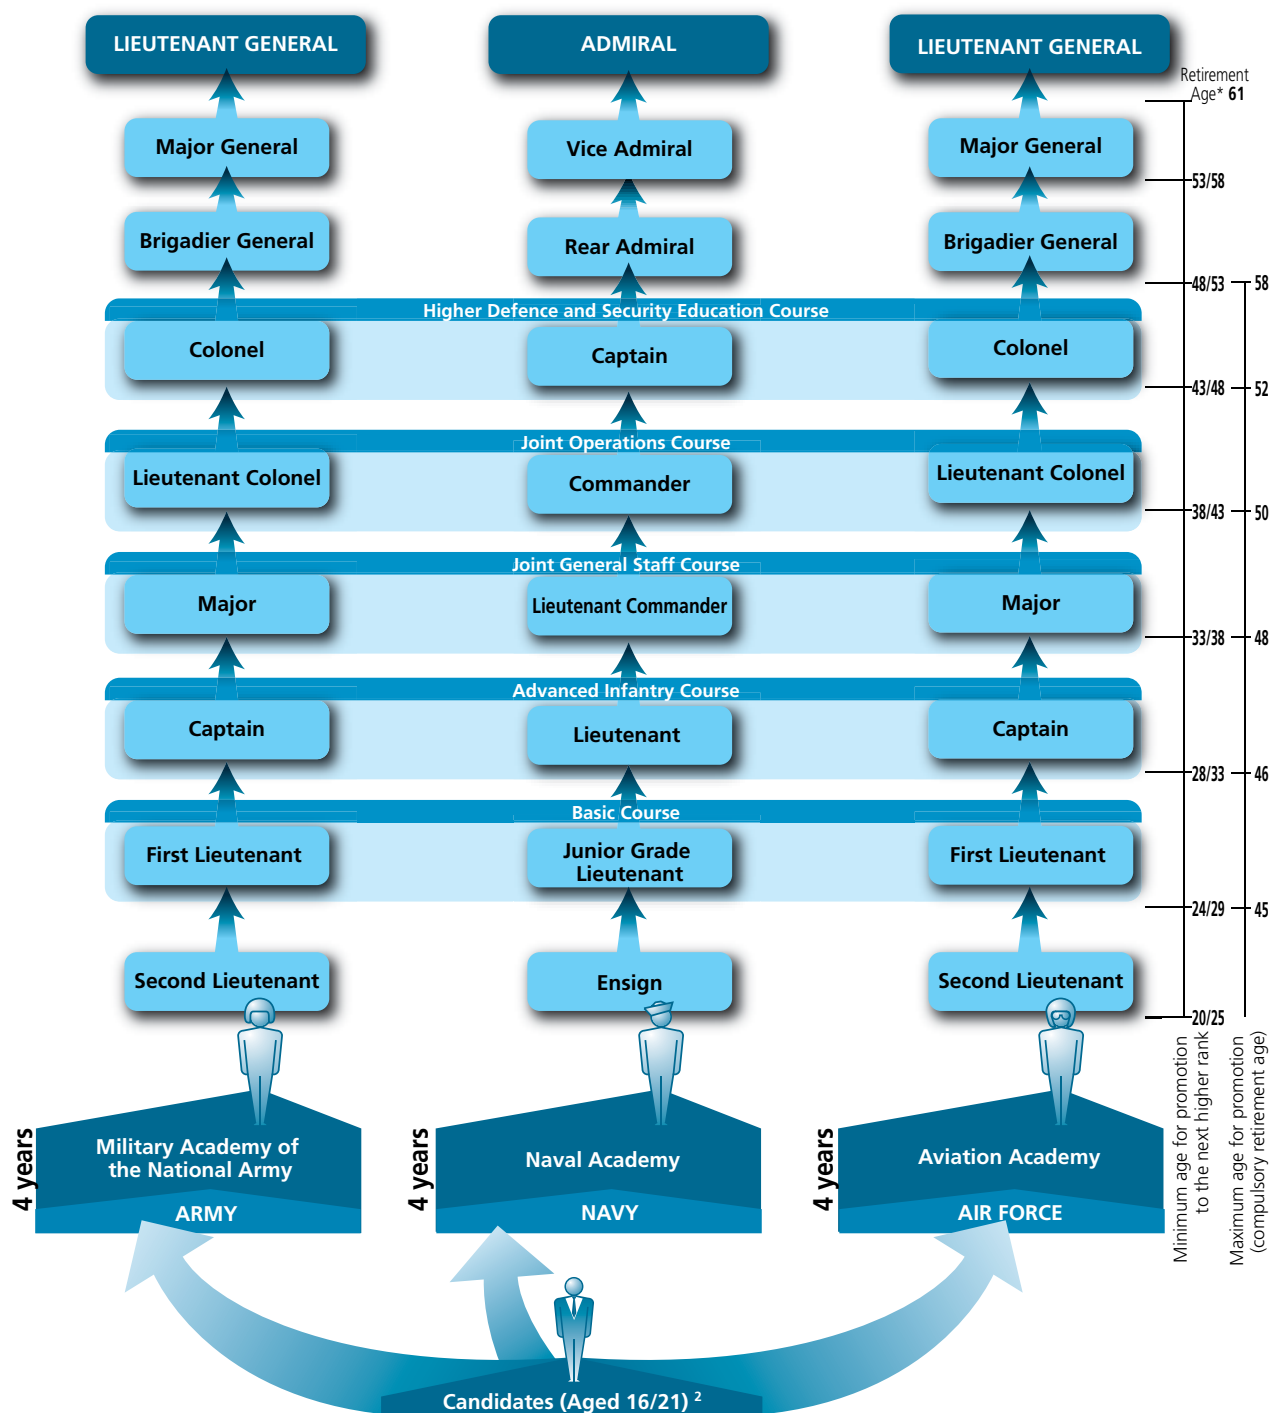 LIEUTENANT GENERAL
ADMIRAL
LIEUTENANT GENERAL
Retirement
Age* 61
Major General
Vice Admiral
Major General
53/58
Brigadier General
Rear Admiral
Brigadier General
48/53
58
Higher Defence and Security Education Course
Colonel
Captain
Colonel
43/48
52
Joint Operations Course
Lieutenant Colonel
Commander
Lieutenant Colonel
38/43
50
Joint General Staff Course
Major
Lieutenant Commander
Major
33/38
48
Advanced Infantry Course
Captain
Lieutenant
Captain
28/33
46
Basic Course
First Lieutenant
Junior Grade
Lieutenant
First Lieutenant
24/29
45
Second Lieutenant
Ensign
Second Lieutenant
20/25
Minimum age for promotion
to the next higher rank
Maximum age for promotion
(compulsory retirement age)
4 years
Military Academy of
the National Army
ARMY
4 years
Naval Academy
NAVY
4 years
Aviation Academy
AIR FORCE
Candidates (Aged 16/21) 2